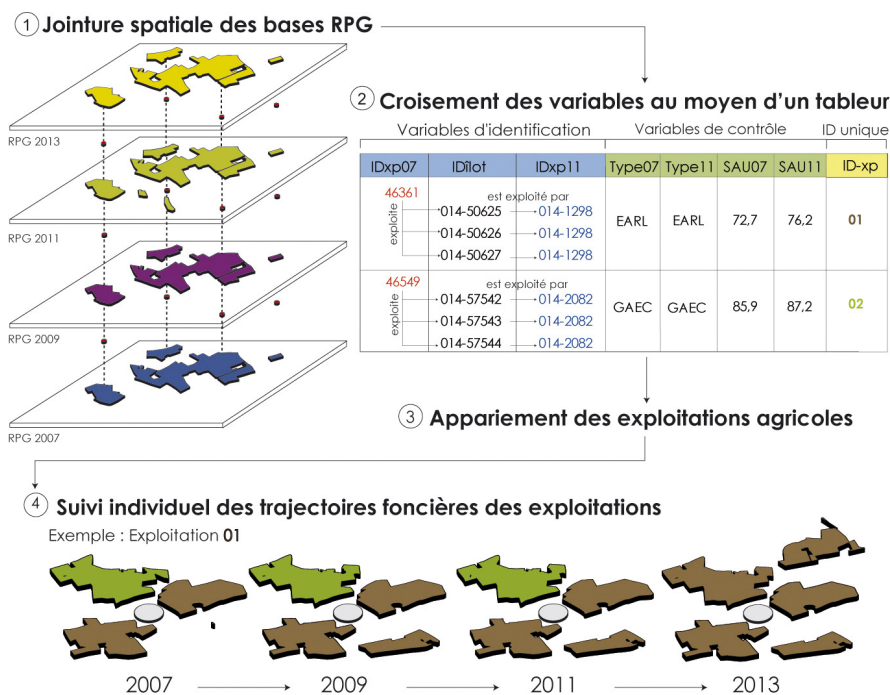 1 Jointure spatiale des bases RPG
RPG 2013
RPG 2011
RPG 2009
RPG 2007
2 Croisement des variables au moyen d'un tableur
Variables d'identification Variables de contrôle ID unique
IDxp07 IDîlot IDxp11 Type07 Type11 SAU07 SAU11 ID-xp
46361 est exploité par
exploite
014-50625 014-1298
014-50626 014-1298 EARL EARL 72,7 76,2 01
014-50627 014-1298
46549 est exploité par
exploite
014-57542 014-2082
014-57543 014-2082 GAEC GAEC 85,9 87,2 02
014-57544 014-2082
3 Appariement des exploitations agricoles
4 Suivi individuel des trajectoires foncières des exploitations
Exemple : Exploitation 01
2007 2009 2011 2013